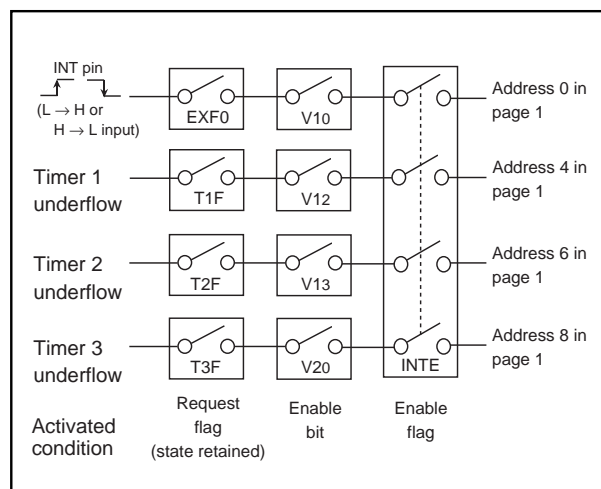 INT pin
(L → H or
H → L input)
EXF0
V10
Address 0 in
page 1
Timer 1
underflow
T1F
V12
Address 4 in
page 1
Timer 2
underflow
T2F
V13
Address 6 in
page 1
Timer 3
underflow
T3F
V20
INTE
Address 8 in
page 1
Activated
condition
Request
flag
(state retained)
Enable
bit
Enable
flag